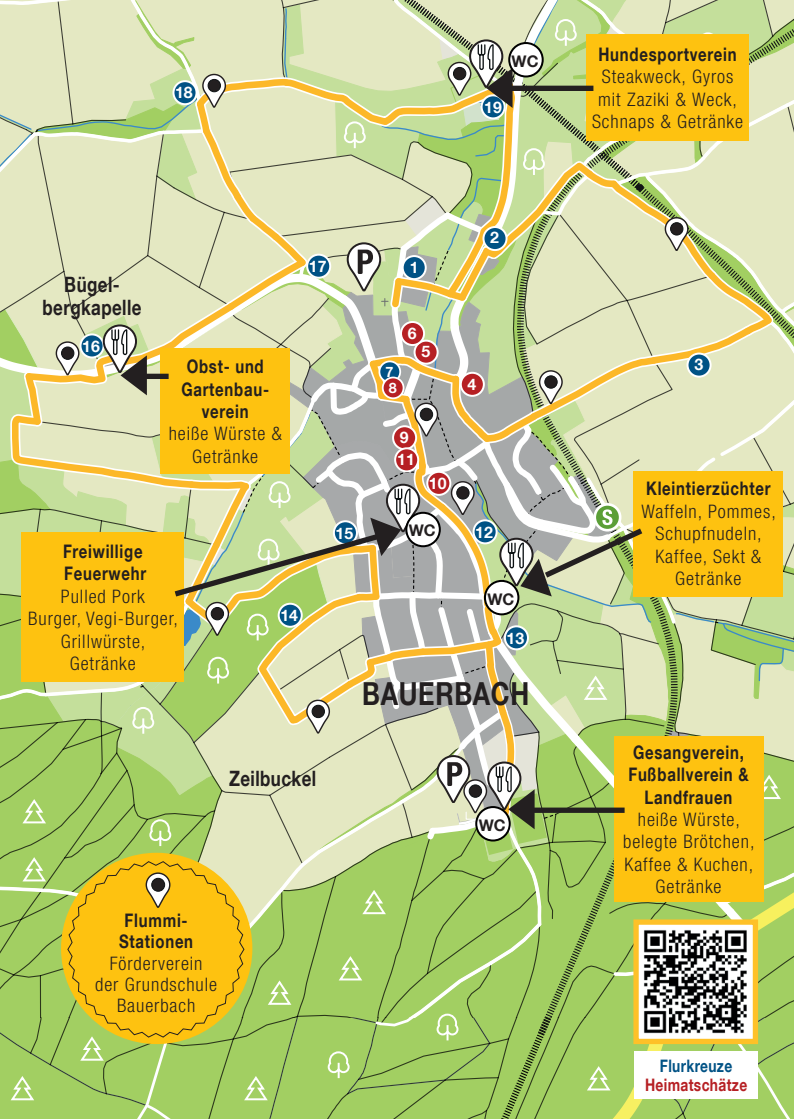 Hundesportverein
Steakweck, Gyros
mit Zaziki & Weck,
Schnaps & Getränke
WC
18
19
2
17
P
1
Bügel-
bergkapelle
16
6
5
3
7
8
4
Obst- und
Gartenbau-
verein
heiße Würste &
Getränke
9
11
10
Kleintierzüchter
Waffeln, Pommes,
Schupfnudeln,
Kaffee, Sekt &
Getränke
S
15
WC
12
Freiwillige
Feuerwehr
Pulled Pork
Burger, Vegi-Burger,
Grillwürste,
Getränke
WC
14
13
BAUERBACH
Zeilbuckel
P
WC
Gesangverein,
Fußballverein &
Landfrauen
heiße Würste,
belegte Brötchen,
Kaffee & Kuchen,
Getränke
Flummi-
Stationen
Förderverein
der Grundschule
Bauerbach
Flurkreuze
Heimatschätze